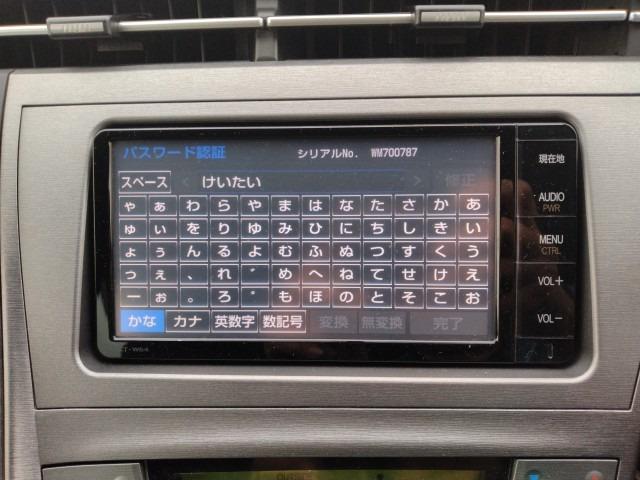 パスワード認証 シリアルNo. WM700787
スペース < けいたい > 修正
ゃ ぁ わ ら や ま は な た さ か あ
ゅ ぃ を り ゆ み ひ に ち し き い
ょ ぅ ん る よ む ふ ぬ つ す く う
っ ぇ 、 れ ゛ め へ ね て せ け え
ー ぉ 。 ろ ゜ も ほ の と そ こ お
かな カナ 英数字 数記号 変換 無変換 完了
現在地
AUDIO
PWR
MENU
CTRL
VOL+
VOL−